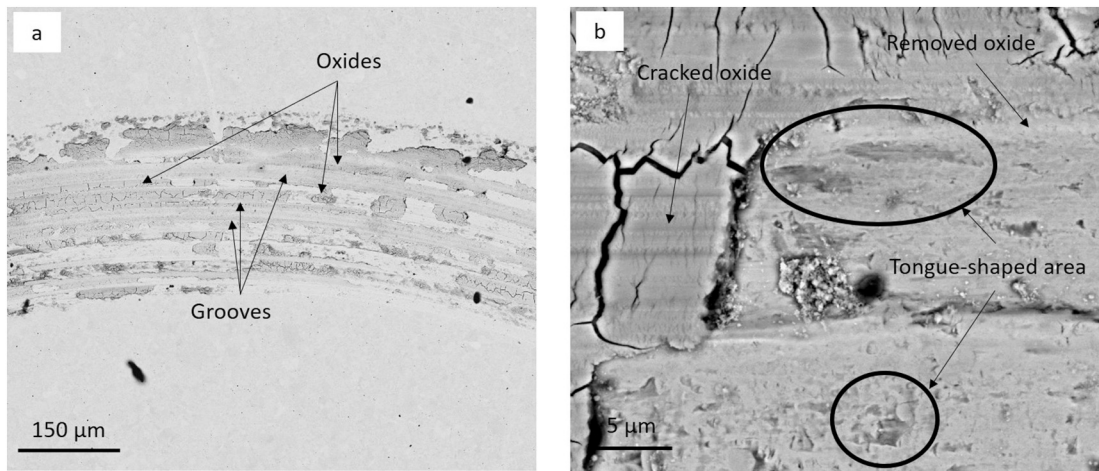 a
Oxides
Grooves
150 μm
b
Removed oxide
Cracked oxide
Tongue-shaped area
5 μm